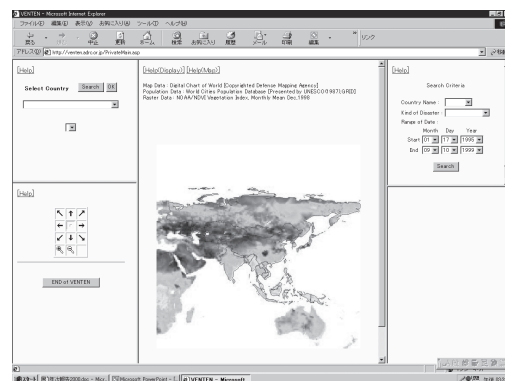 VENTEN - Microsoft Internet Explorer
ファイル(F) 編集(E) 表示(V) お気に入り(A) ツール(T) ヘルプ(H)
戻る 中止 更新 ホーム 検索 お気に入り 履歴 メール 印刷 編集 リンク
アドレス(D) http://venten.adrc.or.jp/PrivateMain.asp
[Help]
Select Country Search OK
[Help(Display)] [Help(Map)]
Map Data : Digital Chart of World [Copyrighted Defense Mapping Agency]
Population Data : World Cities Population Database [Presented by UNESCO(1987),GRID]
Raster Data : NOAA/NDVI Vegetation Index, Monthly Mean Dec,1998
[Help]
Search Criteria
Country Name :
Kind of Disaster :
Range of Date :
Month Day Year
Start 01 17 1995
End 09 10 1999
Search
[Help]
END of VENTEN
スタート
Microsoft PowerPoint
VENTEN - Microsoft